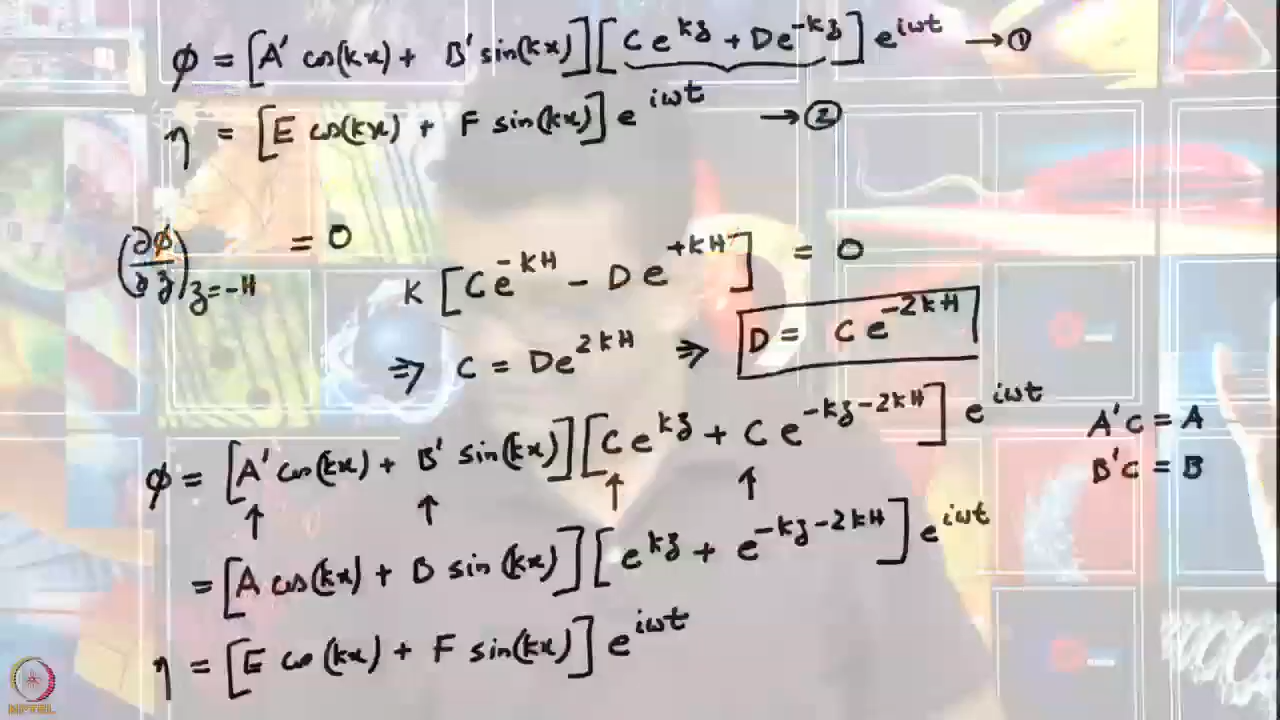 ϕ = [A' cos(kx) + B' sin(kx)][C e^{kz} + D e^{-kz}] e^{iωt} → ①
η = [E cos(kx) + F sin(kx)] e^{iωt} → ②
(∂ϕ/∂z)_{z=-H} = 0
K [C e^{-kH} - D e^{+kH}] = 0
⇒ C = D e^{2kH} ⇒ D = C e^{-2kH}
ϕ = [A' cos(kx) + B' sin(kx)][C e^{kz} + C e^{-kz-2kH}] e^{iωt}
A'C = A
B'C = B
= [A cos(kx) + B sin(kx)][e^{kz} + e^{-kz-2kH}] e^{iωt}
η = [E cos(kx) + F sin(kx)] e^{iωt}
NPTEL